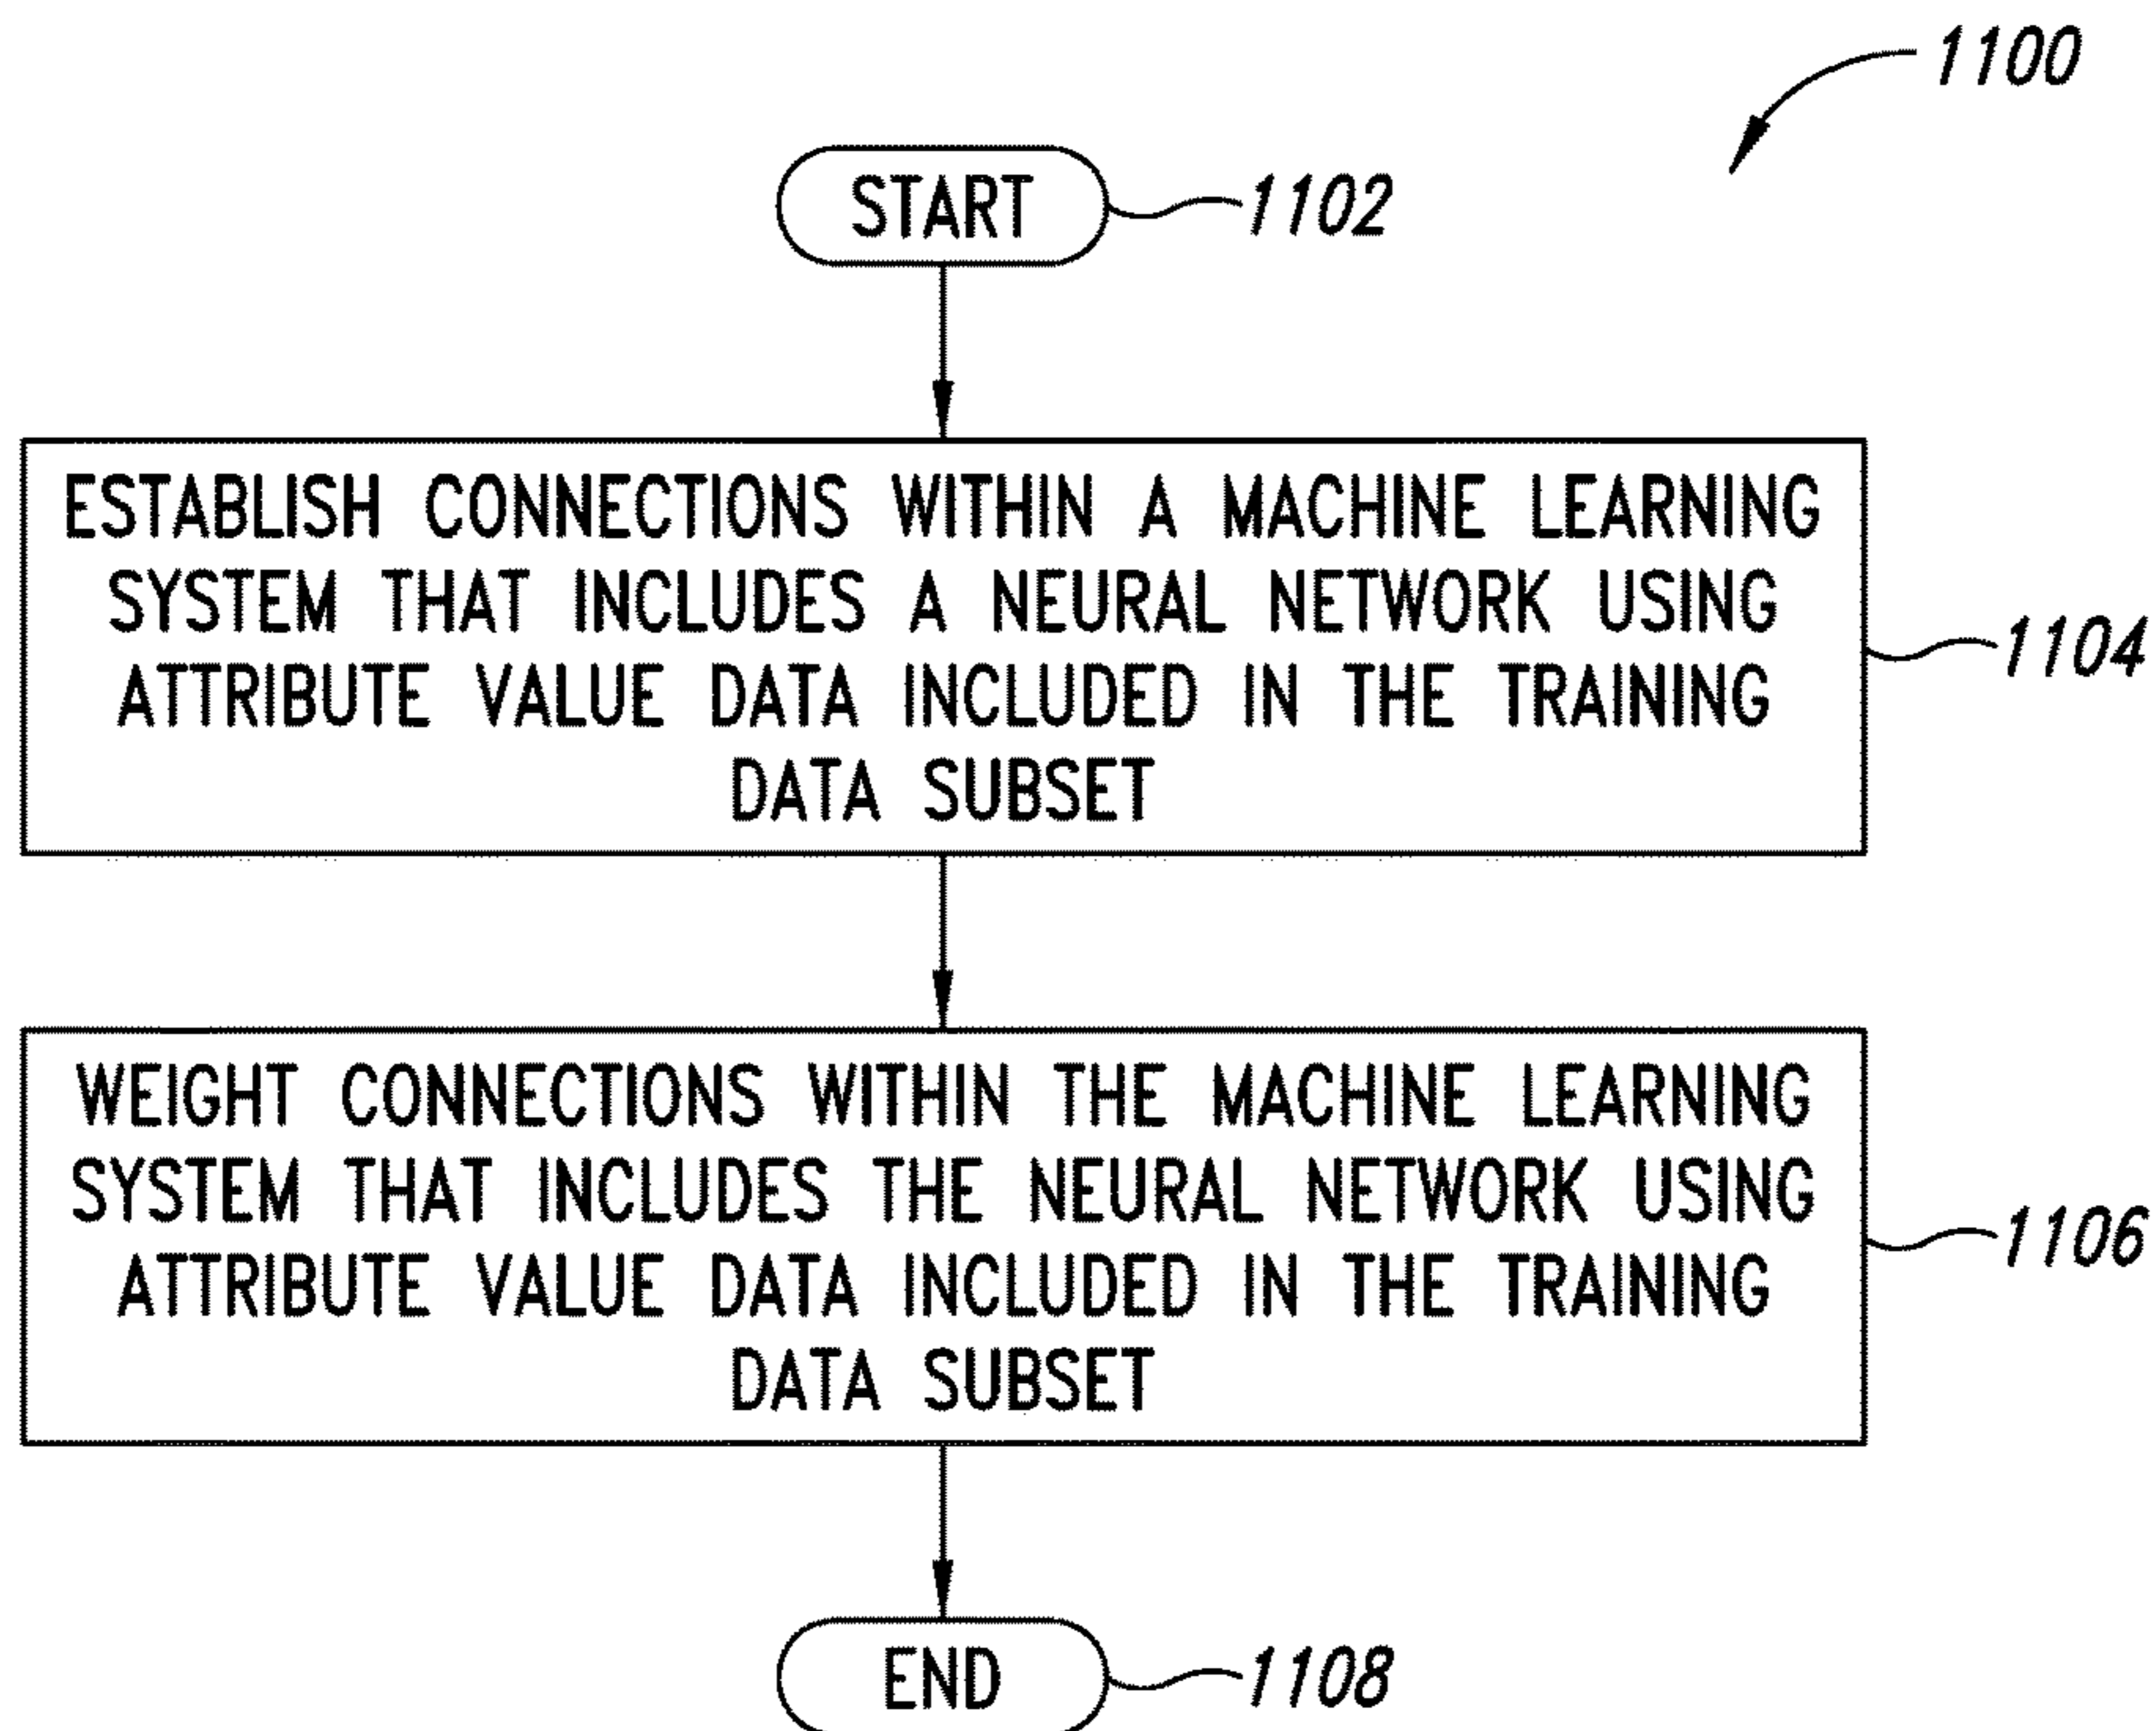 1100
START
1102
ESTABLISH CONNECTIONS WITHIN A MACHINE LEARNING
SYSTEM THAT INCLUDES A NEURAL NETWORK USING
ATTRIBUTE VALUE DATA INCLUDED IN THE TRAINING
DATA SUBSET
1104
WEIGHT CONNECTIONS WITHIN THE MACHINE LEARNING
SYSTEM THAT INCLUDES THE NEURAL NETWORK USING
ATTRIBUTE VALUE DATA INCLUDED IN THE TRAINING
DATA SUBSET
1106
END
1108